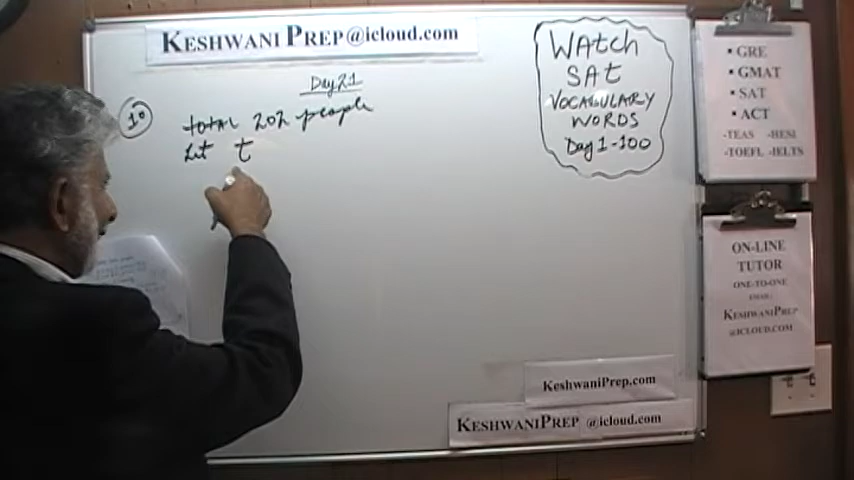 KESHWANI PREP@icloud.com
Day 21
10
total 202 people
Let t
WAtch
SAt
VOCABULARY
WORDS
Day 1-100
▪ GRE
▪ GMAT
▪ SAT
▪ ACT
-TEAS -HESI
-TOEFL -IELTS
ON-LINE
TUTOR
ONE-TO-ONE
EMAIL:
KESHWANIPREP
@ICLOUD.COM
KeshwaniPrep.com
KESHWANIPREP @icloud.com